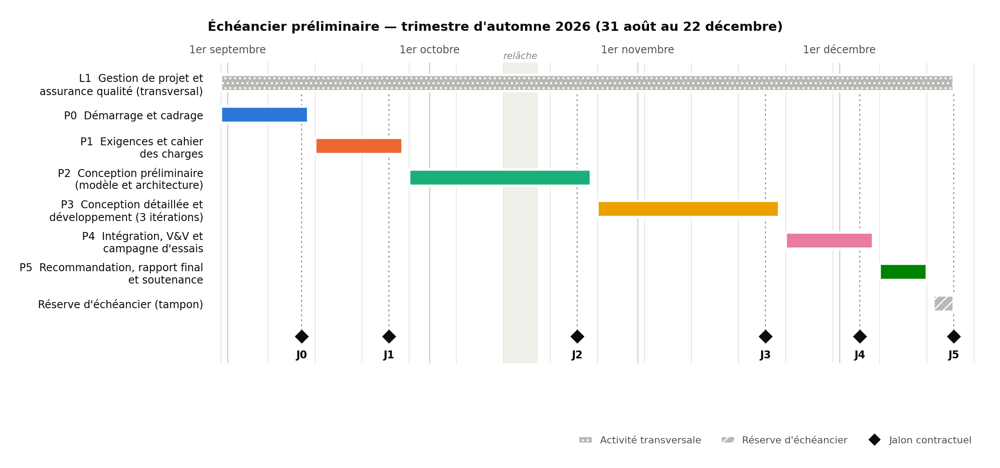 Échéancier préliminaire — trimestre d'automne 2026 (31 août au 22 décembre)
1er septembre
1er octobre
relâche
1er novembre
1er décembre
L1 Gestion de projet et
assurance qualité (transversal)
P0 Démarrage et cadrage
P1 Exigences et cahier
des charges
P2 Conception préliminaire
(modèle et architecture)
P3 Conception détaillée et
développement (3 itérations)
P4 Intégration, V&V et
campagne d'essais
P5 Recommandation, rapport final
et soutenance
Réserve d'échéancier (tampon)
J0
J1
J2
J3
J4
J5
Activité transversale
Réserve d'échéancier
Jalon contractuel